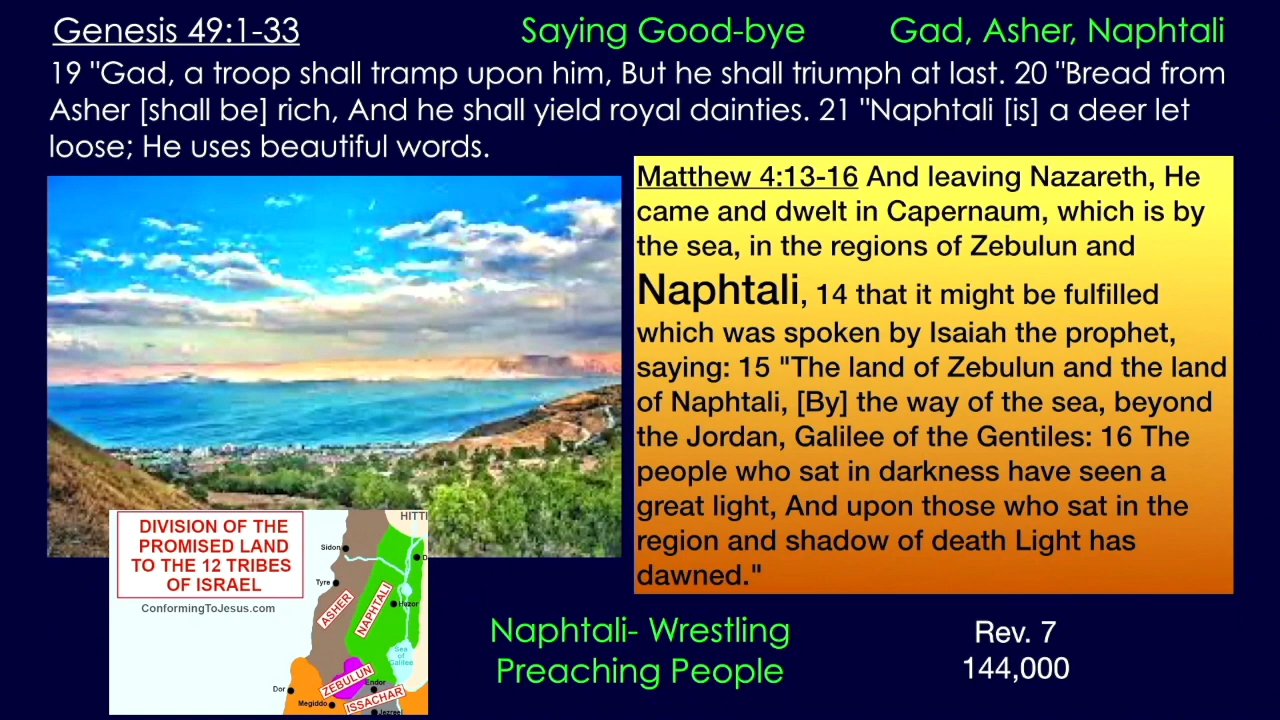 Genesis 49:1-33 Saying Good-bye Gad, Asher, Naphtali
19 "Gad, a troop shall tramp upon him, But he shall triumph at last. 20 "Bread from
Asher [shall be] rich, And he shall yield royal dainties. 21 "Naphtali [is] a deer let
loose; He uses beautiful words.
Matthew 4:13-16 And leaving Nazareth, He
came and dwelt in Capernaum, which is by
the sea, in the regions of Zebulun and
Naphtali, 14 that it might be fulfilled
which was spoken by Isaiah the prophet,
saying: 15 "The land of Zebulun and the land
of Naphtali, [By] the way of the sea, beyond
the Jordan, Galilee of the Gentiles: 16 The
people who sat in darkness have seen a
great light, And upon those who sat in the
region and shadow of death Light has
dawned."
DIVISION OF THE
PROMISED LAND
TO THE 12 TRIBES
OF ISRAEL
ConformingToJesus.com
HITTI
Sidon
D
Tyre
ASHER
NAPHTALI
Hazor
Sea
of
Galilee
ZEBULUN
Dor
Endor
Megiddo
ISSACHAR
Jezreel
Naphtali- Wrestling
Preaching People
Rev. 7
144,000